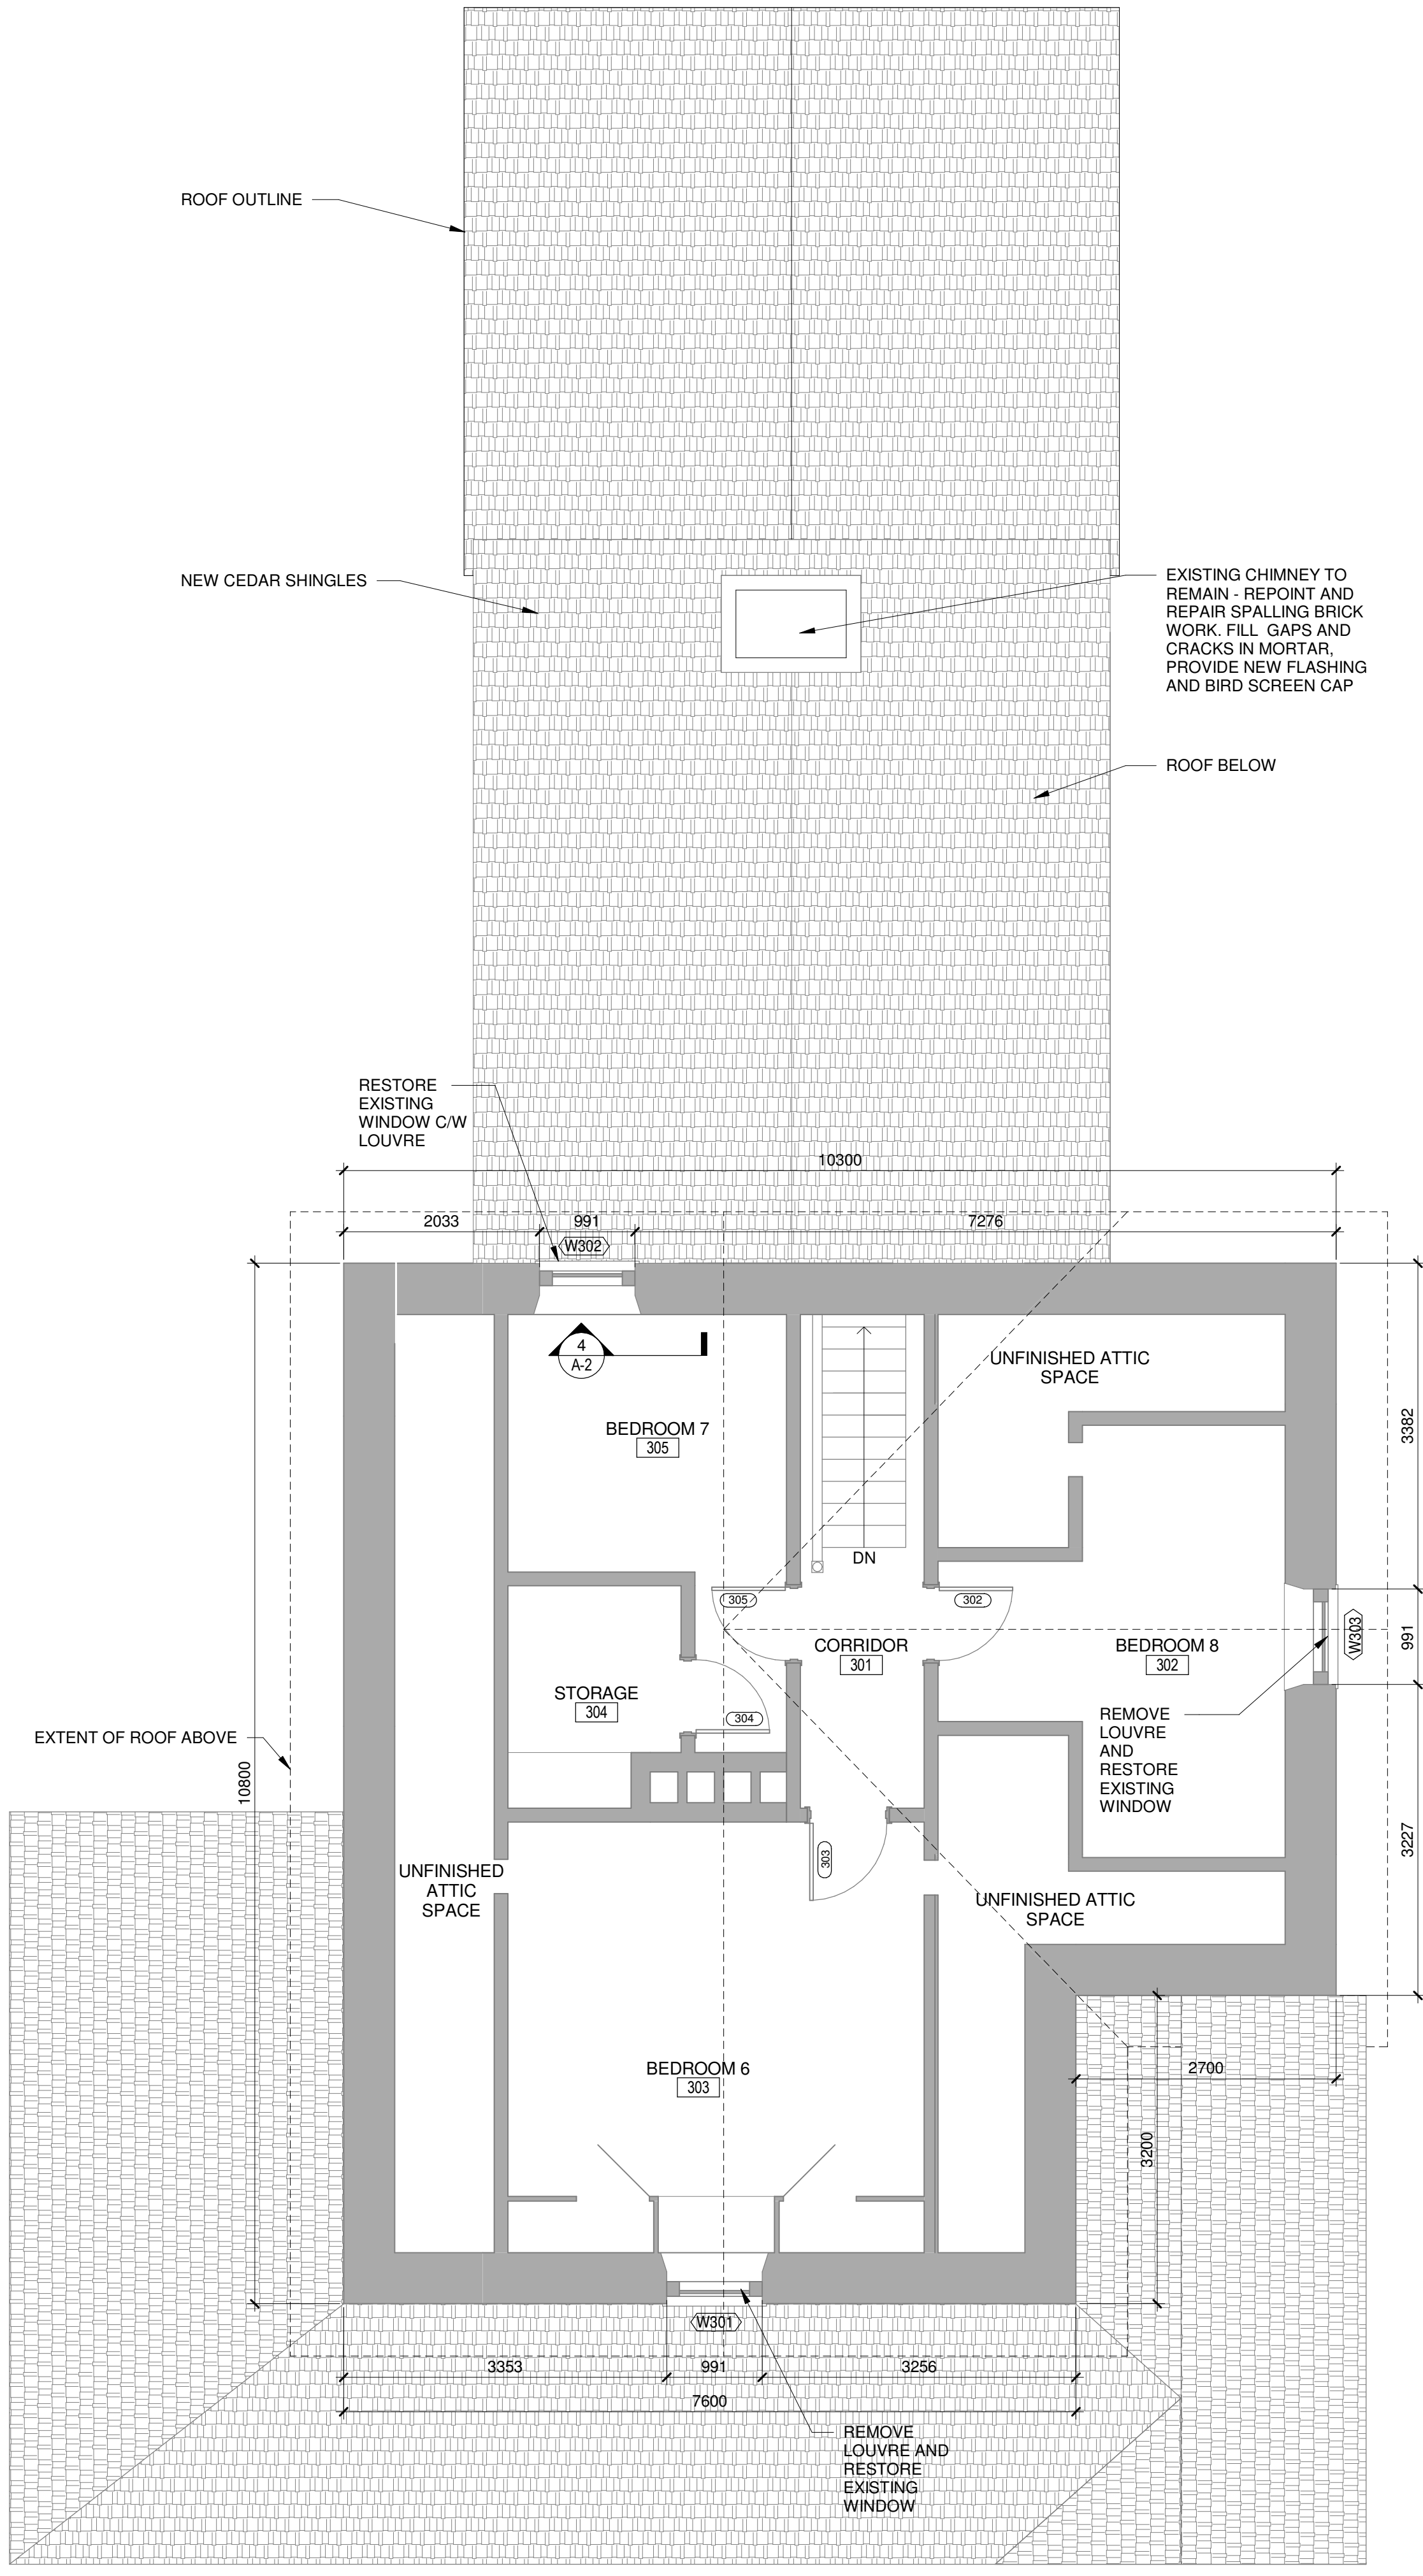 ROOF OUTLINE
NEW CEDAR SHINGLES
EXISTING CHIMNEY TO
REMAIN - REPOINT AND
REPAIR SPALLING BRICK
WORK. FILL GAPS AND
CRACKS IN MORTAR,
PROVIDE NEW FLASHING
AND BIRD SCREEN CAP
ROOF BELOW
RESTORE
EXISTING
WINDOW C/W
LOUVRE
10300
2033
991
7276
W302
4
A-2
UNFINISHED ATTIC
SPACE
3382
BEDROOM 7
305
DN
305
302
CORRIDOR
301
BEDROOM 8
302
W303
991
STORAGE
304
304
REMOVE
LOUVRE
AND
RESTORE
EXISTING
WINDOW
EXTENT OF ROOF ABOVE
10800
303
3227
UNFINISHED
ATTIC
SPACE
UNFINISHED ATTIC
SPACE
BEDROOM 6
303
2700
3200
W301
3353
991
3256
7600
REMOVE
LOUVRE AND
RESTORE
EXISTING
WINDOW